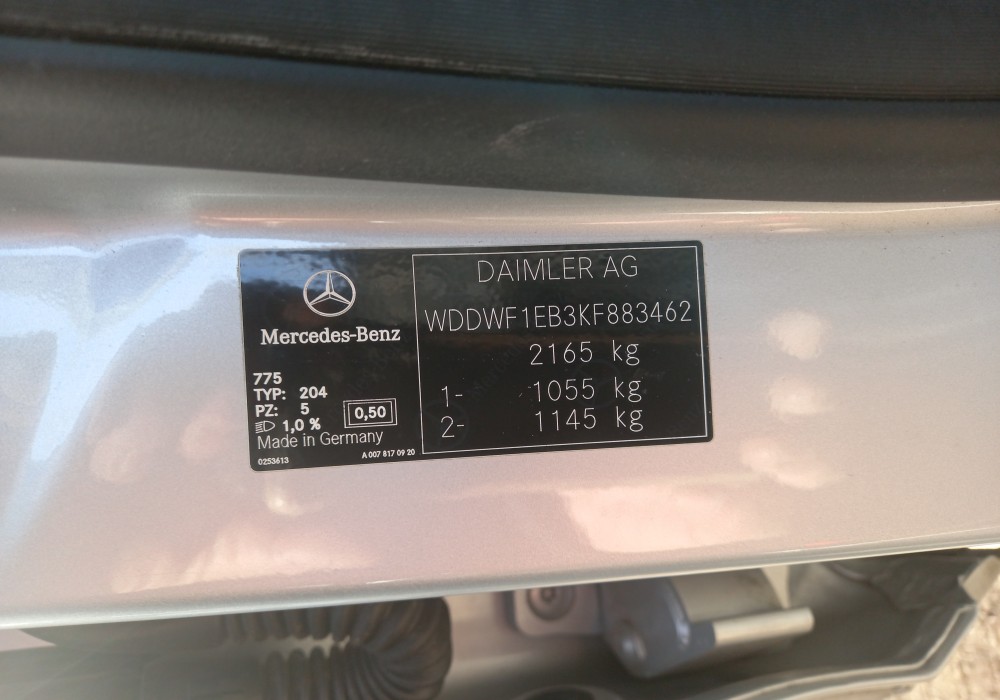 Mercedes-Benz
775
TYP: 204
PZ: 5
1,0 %
0,50
Made in Germany
0253613
A 007 817 09 20
DAIMLER AG
WDDWF1EB3KF883462
2165 kg
1- 1055 kg
2- 1145 kg